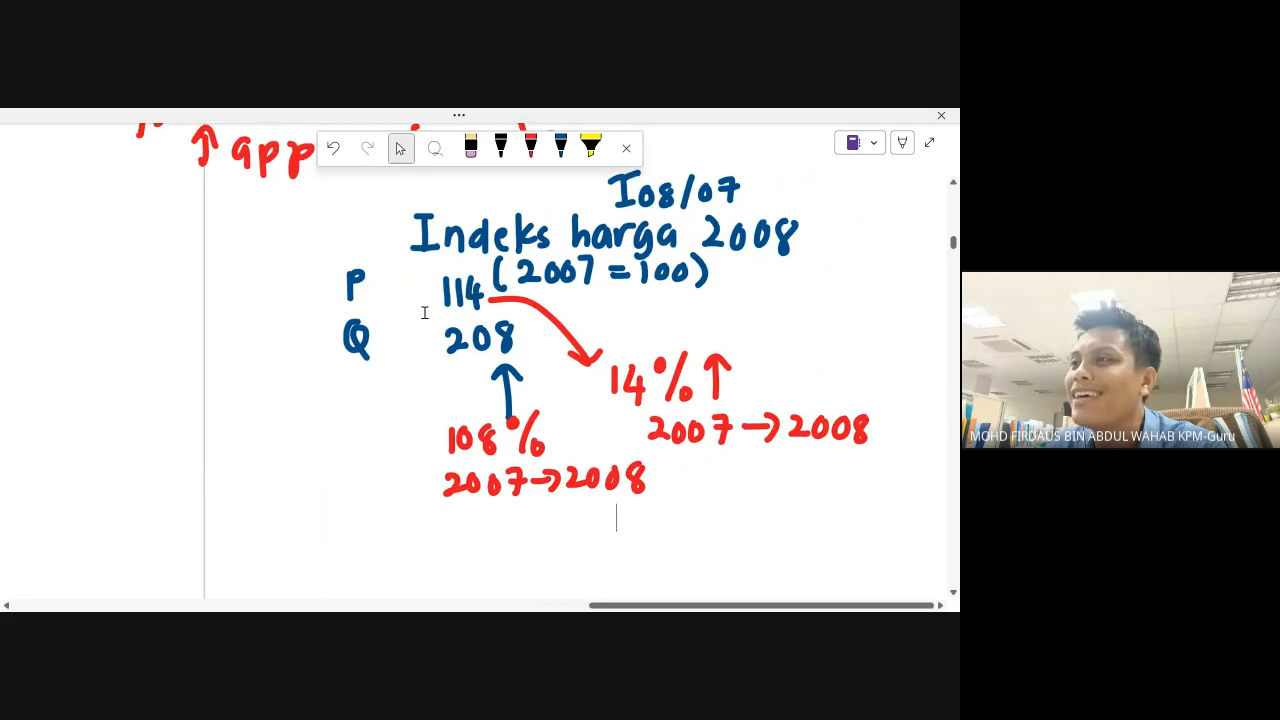 ↑ app
I08/07
Indeks harga 2008
(2007 = 100)
P 114
Q 208
14% ↑
2007 → 2008
108%
2007 → 2008
MOHD FIRDAUS BIN ABDUL WAHAB KPM-Guru